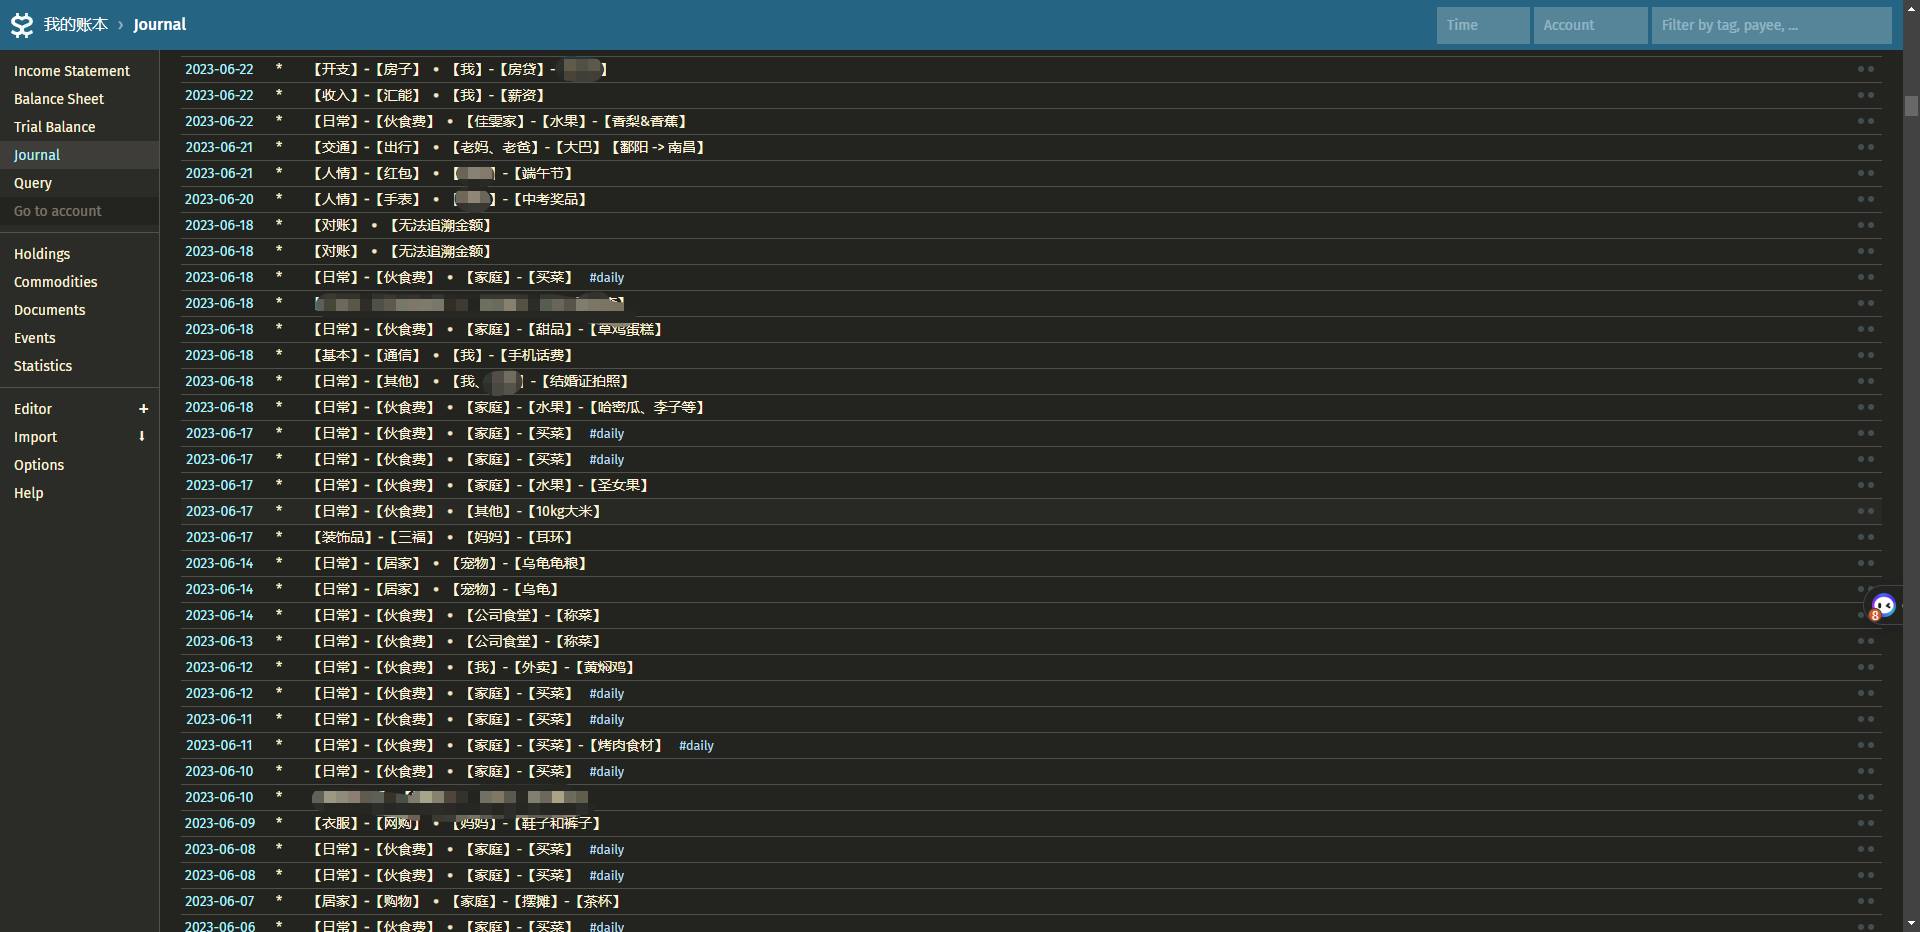 我的账本 › Journal
Time
Account
Filter by tag, payee, ...
Income Statement
Balance Sheet
Trial Balance
Journal
Query
Go to account
Holdings
Commodities
Documents
Events
Statistics
Editor +
Import
Options
Help
2023-06-22 * 【开支】-【房子】 • 【我】-【房贷】- 】
2023-06-22 * 【收入】-【汇能】 • 【我】-【薪资】
2023-06-22 * 【日常】-【伙食费】 • 【佳雯家】-【水果】-【香梨&香蕉】
2023-06-21 * 【交通】-【出行】 • 【老妈、老爸】-【大巴】【鄱阳 -> 南昌】
2023-06-21 * 【人情】-【红包】 • 【 】-【端午节】
2023-06-20 * 【人情】-【手表】 • 【 】-【中考奖品】
2023-06-18 * 【对账】 • 【无法追溯金额】
2023-06-18 * 【对账】 • 【无法追溯金额】
2023-06-18 * 【日常】-【伙食费】 • 【家庭】-【买菜】 #daily
2023-06-18 *
2023-06-18 * 【日常】-【伙食费】 • 【家庭】-【甜品】-【草鸡蛋糕】
2023-06-18 * 【基本】-【通信】 • 【我】-【手机话费】
2023-06-18 * 【日常】-【其他】 • 【我、 】-【结婚证拍照】
2023-06-18 * 【日常】-【伙食费】 • 【家庭】-【水果】-【哈密瓜、李子等】
2023-06-17 * 【日常】-【伙食费】 • 【家庭】-【买菜】 #daily
2023-06-17 * 【日常】-【伙食费】 • 【家庭】-【买菜】 #daily
2023-06-17 * 【日常】-【伙食费】 • 【家庭】-【水果】-【圣女果】
2023-06-17 * 【日常】-【伙食费】 • 【其他】-【10kg大米】
2023-06-17 * 【装饰品】-【三福】 • 【妈妈】-【耳环】
2023-06-14 * 【日常】-【居家】 • 【宠物】-【乌龟龟粮】
2023-06-14 * 【日常】-【居家】 • 【宠物】-【乌龟】
2023-06-14 * 【日常】-【伙食费】 • 【公司食堂】-【称菜】
2023-06-13 * 【日常】-【伙食费】 • 【公司食堂】-【称菜】
2023-06-12 * 【日常】-【伙食费】 • 【我】-【外卖】-【黄焖鸡】
2023-06-12 * 【日常】-【伙食费】 • 【家庭】-【买菜】 #daily
2023-06-11 * 【日常】-【伙食费】 • 【家庭】-【买菜】 #daily
2023-06-11 * 【日常】-【伙食费】 • 【家庭】-【买菜】-【烤肉食材】 #daily
2023-06-10 * 【日常】-【伙食费】 • 【家庭】-【买菜】 #daily
2023-06-10 *
2023-06-09 * 【衣服】-【网购】 • 【妈妈】-【鞋子和裤子】
2023-06-08 * 【日常】-【伙食费】 • 【家庭】-【买菜】 #daily
2023-06-08 * 【日常】-【伙食费】 • 【家庭】-【买菜】 #daily
2023-06-07 * 【居家】-【购物】 • 【家庭】-【摆摊】-【茶杯】
2023-06-06 * 【日常】-【伙食费】 • 【家庭】-【买菜】 #daily
8